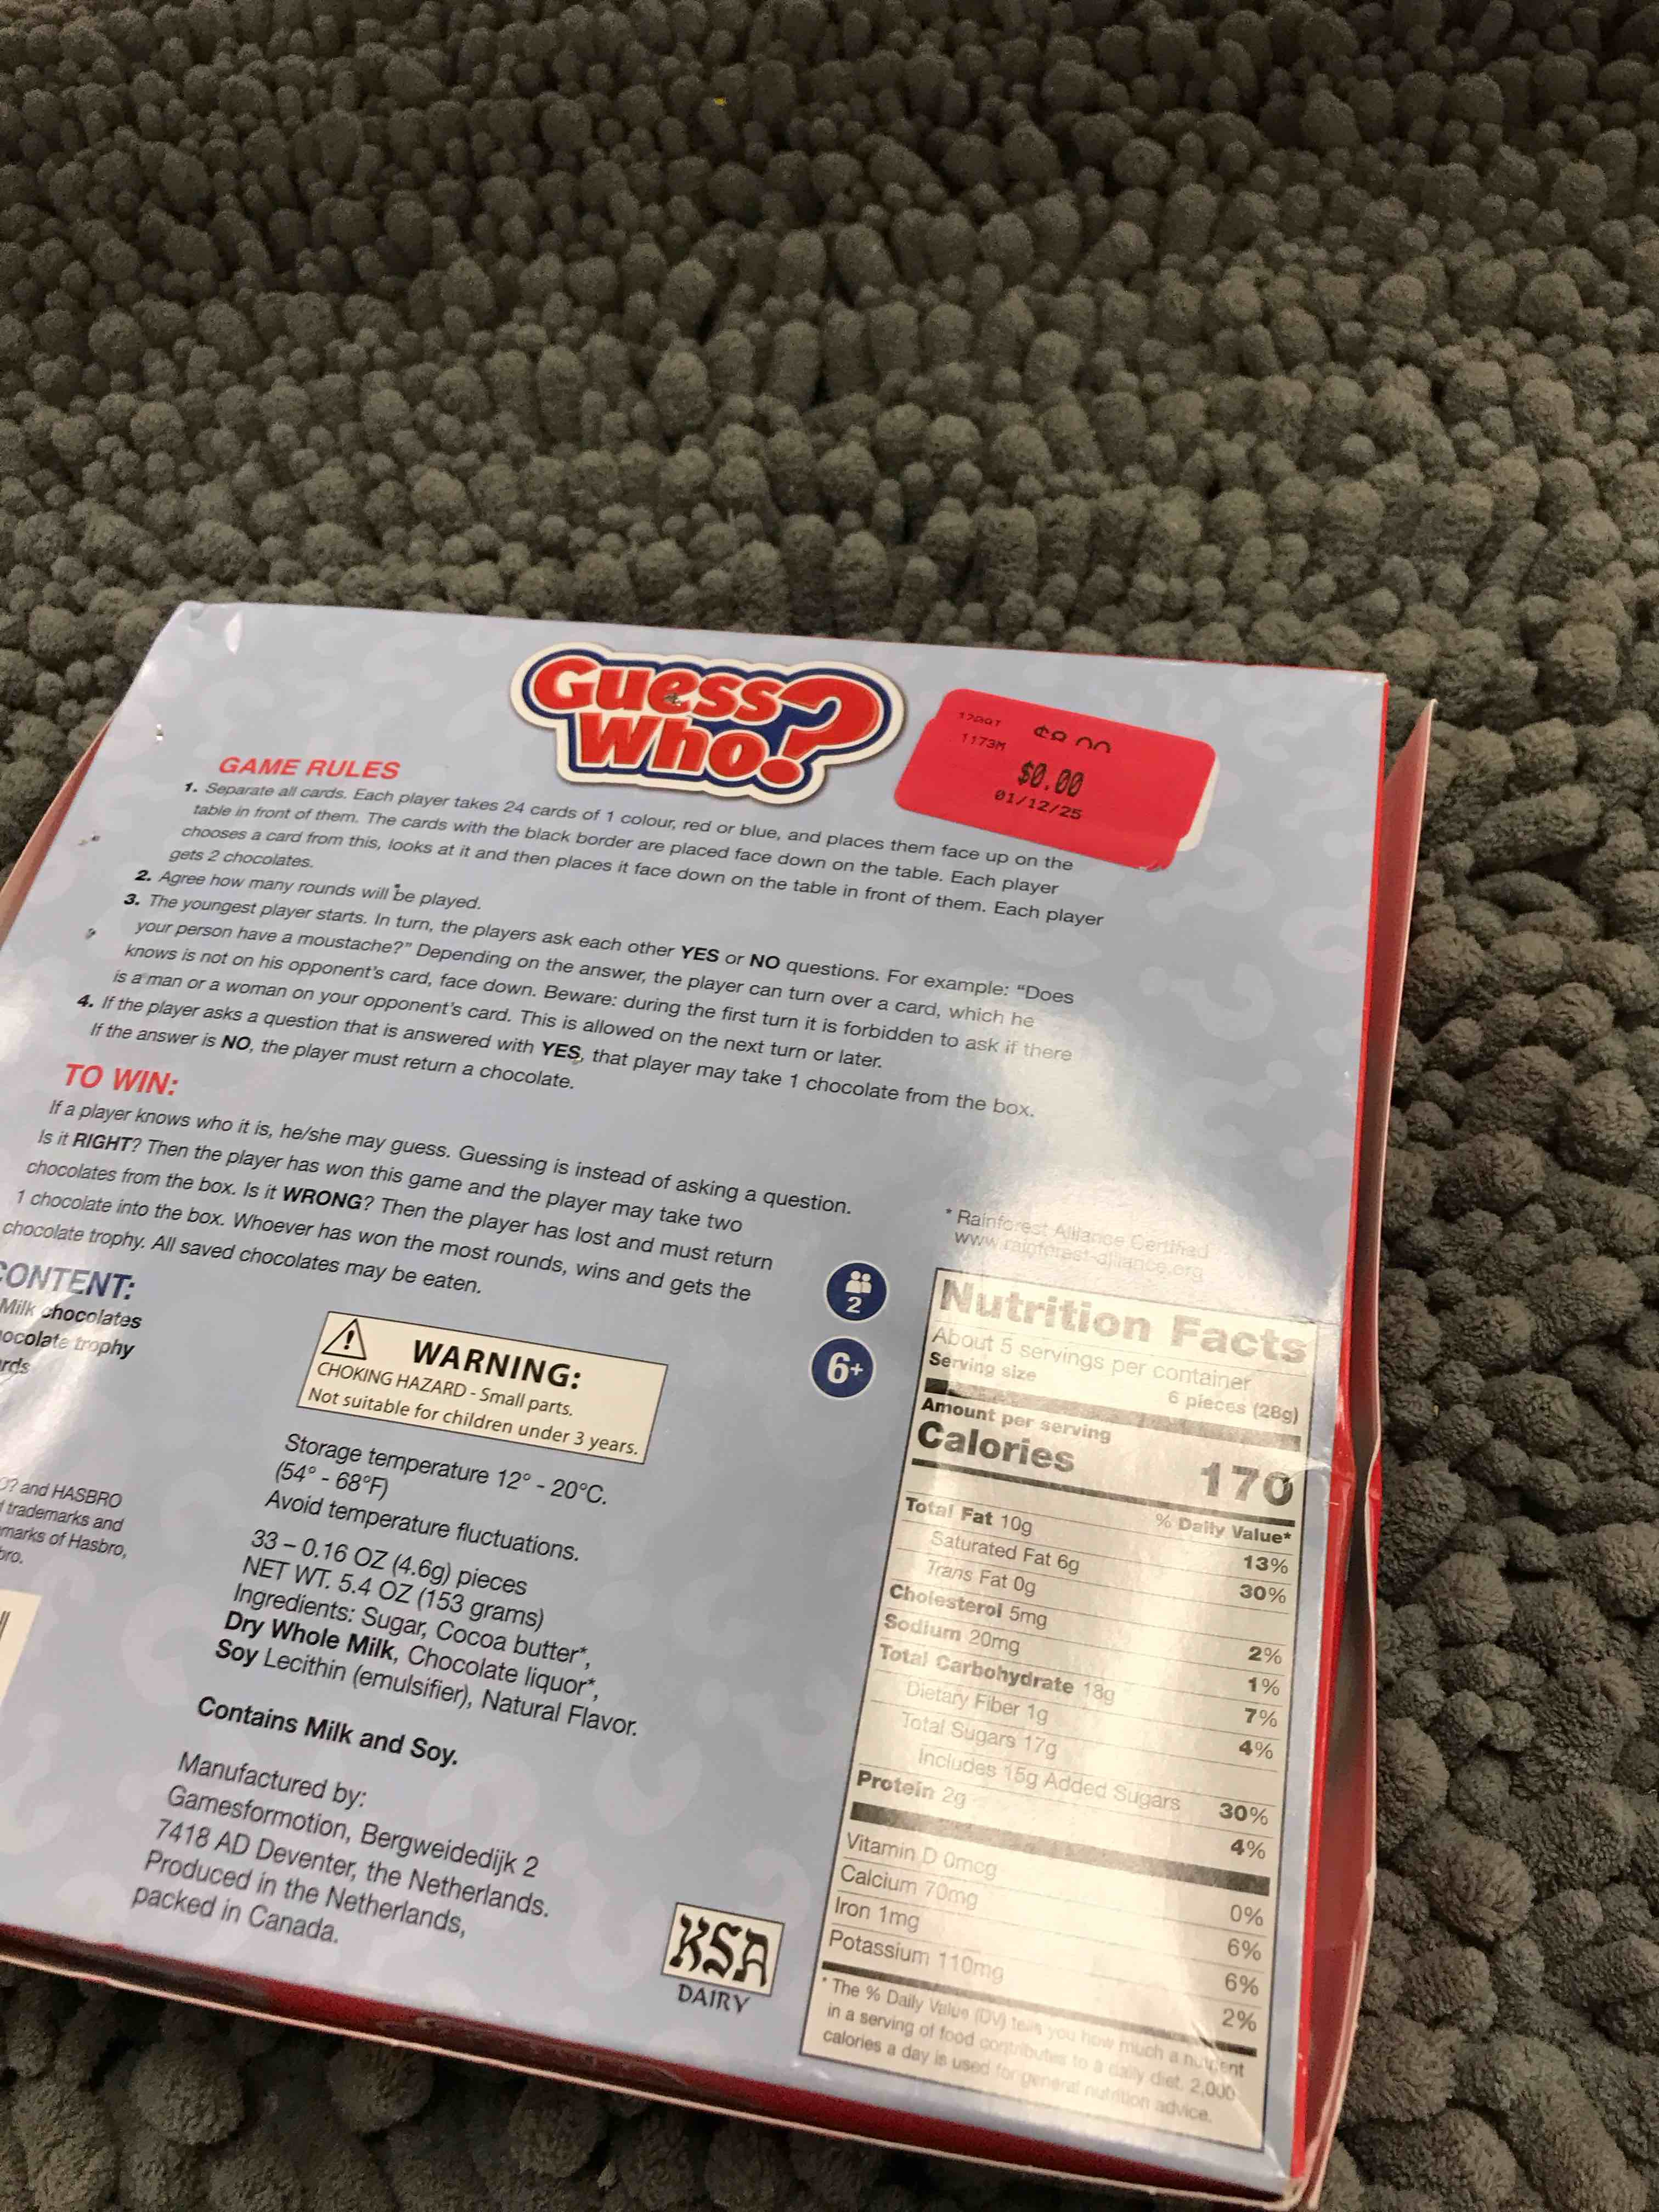 Guess
Who?
1173M
$0.00
01/12/25
GAME RULES
1. Separate all cards. Each player takes 24 cards of 1 colour, red or blue, and places them face up on the
table in front of them. The cards with the black border are placed face down on the table. Each player
chooses a card from this, looks at it and then places it face down on the table in front of them. Each player
gets 2 chocolates.
2. Agree how many rounds will be played.
3. The youngest player starts. In turn, the players ask each other YES or NO questions. For example: “Does
your person have a moustache?” Depending on the answer, the player can turn over a card, which he
knows is not on his opponent's card, face down. Beware: during the first turn it is forbidden to ask if there
is a man or a woman on your opponent's card. This is allowed on the next turn or later.
4. If the player asks a question that is answered with YES, that player may take 1 chocolate from the box.
If the answer is NO, the player must return a chocolate.
TO WIN:
If a player knows who it is, he/she may guess. Guessing is instead of asking a question.
Is it RIGHT? Then the player has won this game and the player may take two
chocolates from the box. Is it WRONG? Then the player has lost and must return
1 chocolate into the box. Whoever has won the most rounds, wins and gets the
chocolate trophy. All saved chocolates may be eaten.
CONTENT:
Milk chocolates
trophy
2
6+
WARNING:
CHOKING HAZARD - Small parts.
Not suitable for children under 3 years.
and HASBRO
trademarks and
of Hasbro,
Storage temperature 12° - 20°C.
(54° - 68°F)
Avoid temperature fluctuations.
33 – 0.16 OZ (4.6g) pieces
NET WT. 5.4 OZ (153 grams)
Ingredients: Sugar, Cocoa butter*,
Dry Whole Milk, Chocolate liquor*,
Soy Lecithin (emulsifier), Natural Flavor.
Contains Milk and Soy.
Manufactured by:
Gamesformotion, Bergweidedijk 2
7418 AD Deventer, the Netherlands.
Produced in the Netherlands,
packed in Canada.
KSA
DAIRY
* Rainforest Alliance Certified
www.rainforest-alliance.org
Nutrition Facts
About 5 servings per container
Serving size 6 pieces (28g)
Amount per serving
Calories 170
% Daily Value*
Total Fat 10g 13%
Saturated Fat 6g 30%
Trans Fat 0g
Cholesterol 5mg 2%
Sodium 20mg 1%
Total Carbohydrate 18g 7%
Dietary Fiber 1g 4%
Total Sugars 17g
Includes 15g Added Sugars 30%
Protein 2g 4%
Vitamin D 0mcg 0%
Calcium 70mg 6%
Iron 1mg 6%
Potassium 110mg 2%
* The % Daily Value (DV) tells you how much a nutrient
in a serving of food contributes to a daily diet. 2,000
calories a day is used for general nutrition advice.